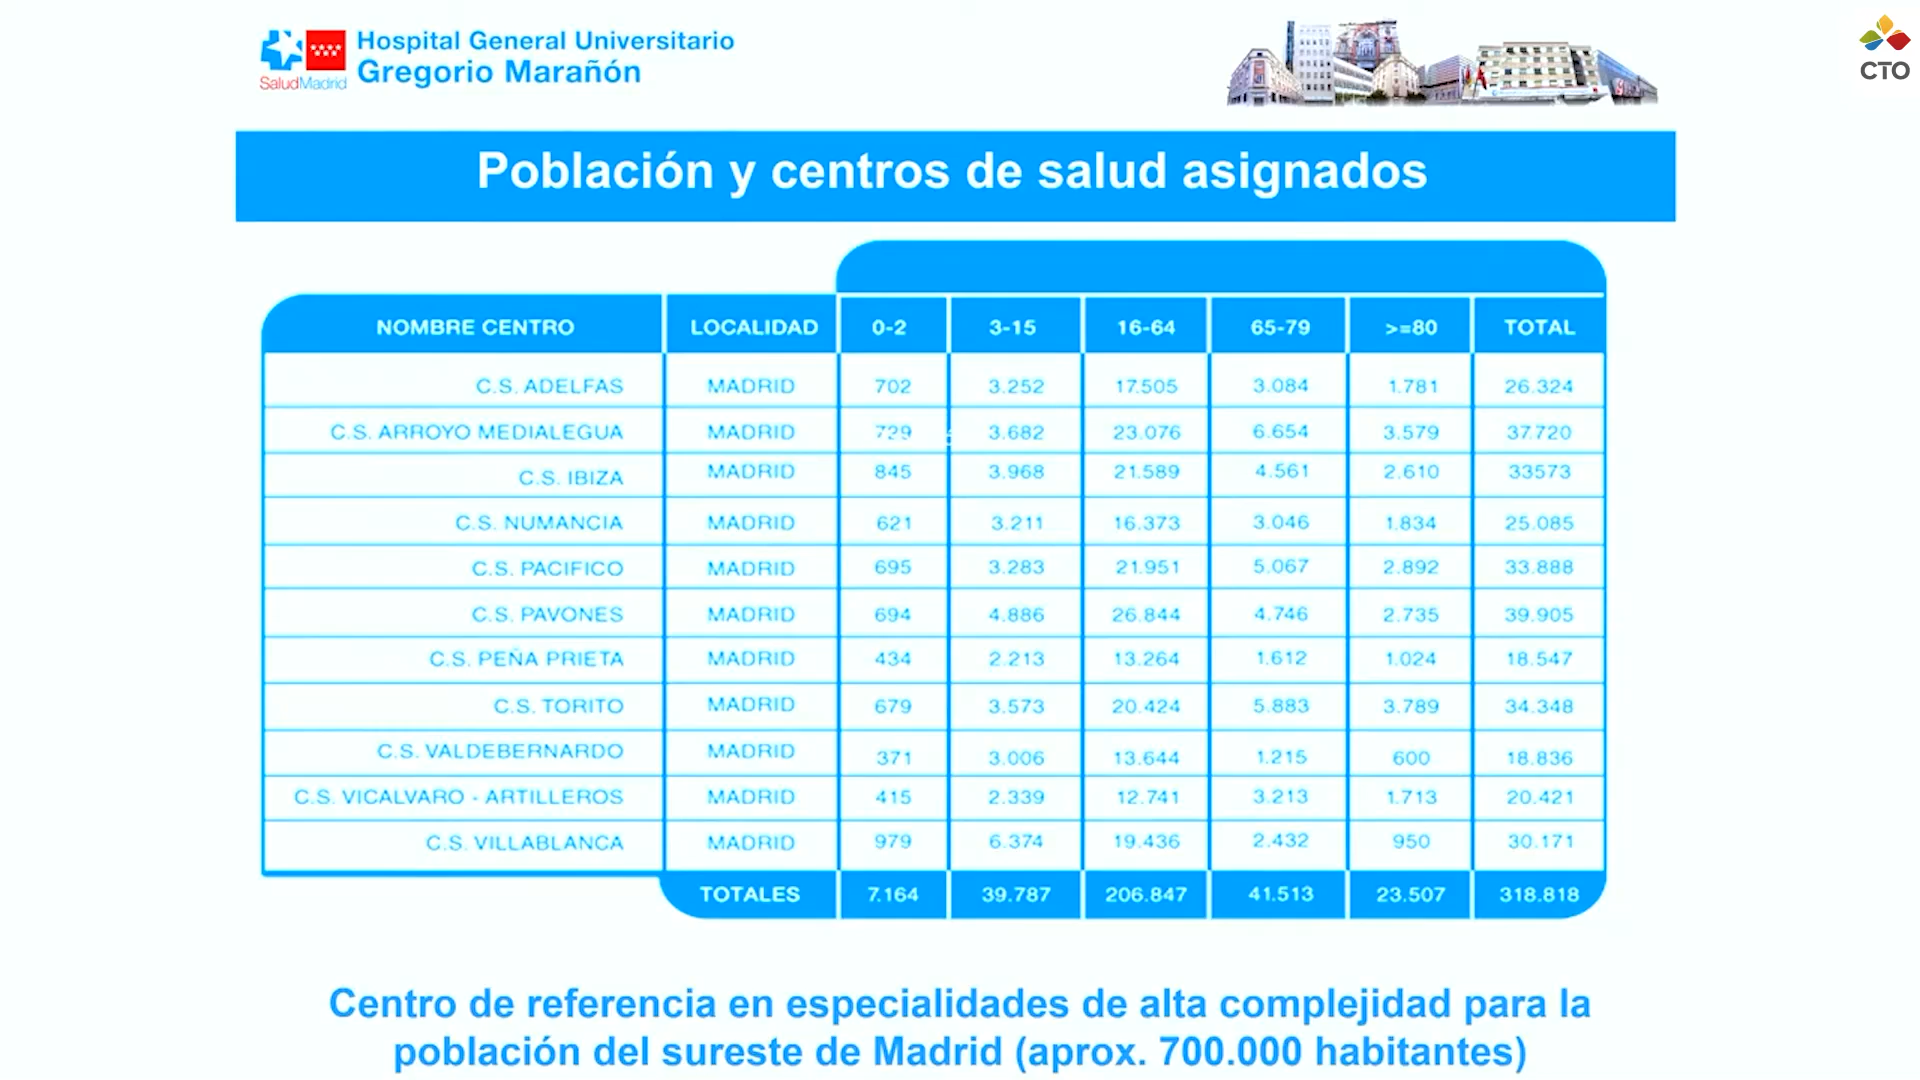 Hospital General Universitario
Gregorio Marañón
SaludMadrid
CTO
Población y centros de salud asignados
NOMBRE CENTRO LOCALIDAD 0-2 3-15 16-64 65-79 >=80 TOTAL
C.S. ADELFAS MADRID 702 3.252 17.505 3.084 1.781 26.324
C.S. ARROYO MEDIALEGUA MADRID 729 3.682 23.076 6.654 3.579 37.720
C.S. IBIZA MADRID 845 3.968 21.589 4.561 2.610 33573
C.S. NUMANCIA MADRID 621 3.211 16.373 3.046 1.834 25.085
C.S. PACIFICO MADRID 695 3.283 21.951 5.067 2.892 33.888
C.S. PAVONES MADRID 694 4.886 26.844 4.746 2.735 39.905
C.S. PEÑA PRIETA MADRID 434 2.213 13.264 1.612 1.024 18.547
C.S. TORITO MADRID 679 3.573 20.424 5.883 3.789 34.348
C.S. VALDEBERNARDO MADRID 371 3.006 13.644 1.215 600 18.836
C.S. VICALVARO - ARTILLEROS MADRID 415 2.339 12.741 3.213 1.713 20.421
C.S. VILLABLANCA MADRID 979 6.374 19.436 2.432 950 30.171
TOTALES 7.164 39.787 206.847 41.513 23.507 318.818
Centro de referencia en especialidades de alta complejidad para la
población del sureste de Madrid (aprox. 700.000 habitantes)